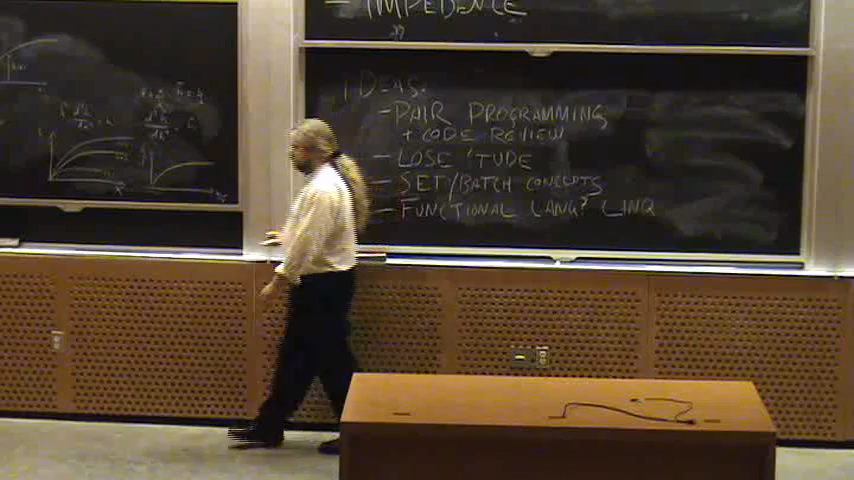 - IMPEDENCE
IDEAS:
- PAIR PROGRAMMING
+ CODE REVIEW
- LOSE 'TUDE
- SET/BATCH CONCEPTS
- FUNCTIONAL LANG? LINQ